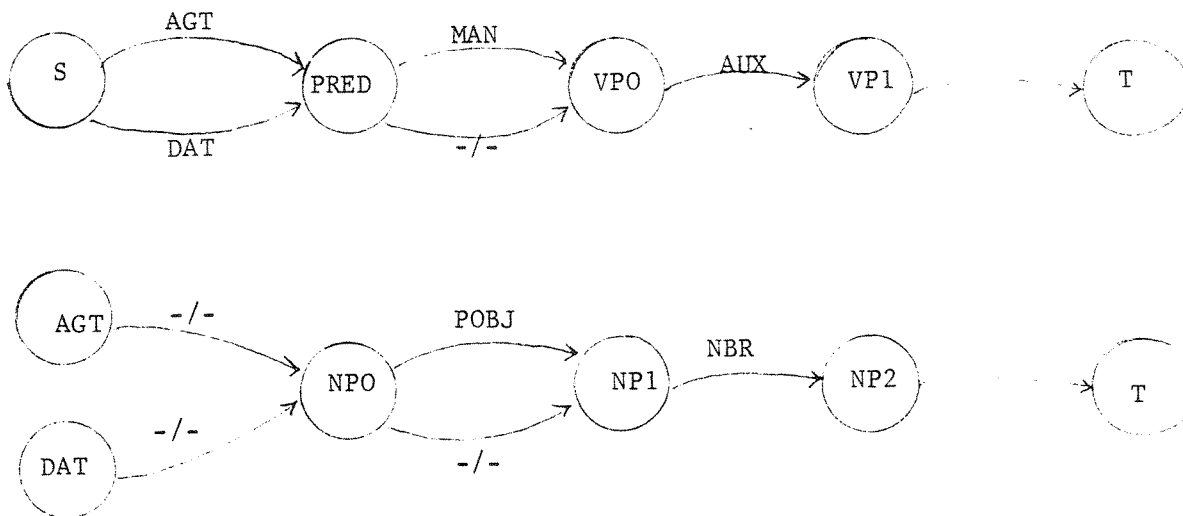 AGT
MAN
S PRED VPO AUX VP1 T
DAT -/-
-/- POBJ
AGT NBR
NPO NP1 NP2 T
-/-
DAT -/-